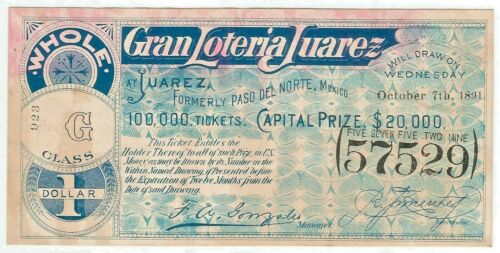 WHOLE
923
G
CLASS
1
DOLLAR
Gran Loteria Juarez
WILL DRAW ON
WEDNESDAY
October 7th, 1891.
AT JUAREZ,
FORMERLY PASO DEL NORTE, MEXICO.
100,000 TICKETS. CAPITAL PRIZE, $20,000.
This Ticket Entitles the
Holder Thereof to all of such Prize, in U.S.
Money as may be drawn by its Number in the
Within Named Drawing, if Presented before
the Expiration of Twelve Months from the
Date of said Drawing.
FIVE SEVEN FIVE TWO NINE
57529
Gonzales
Manager